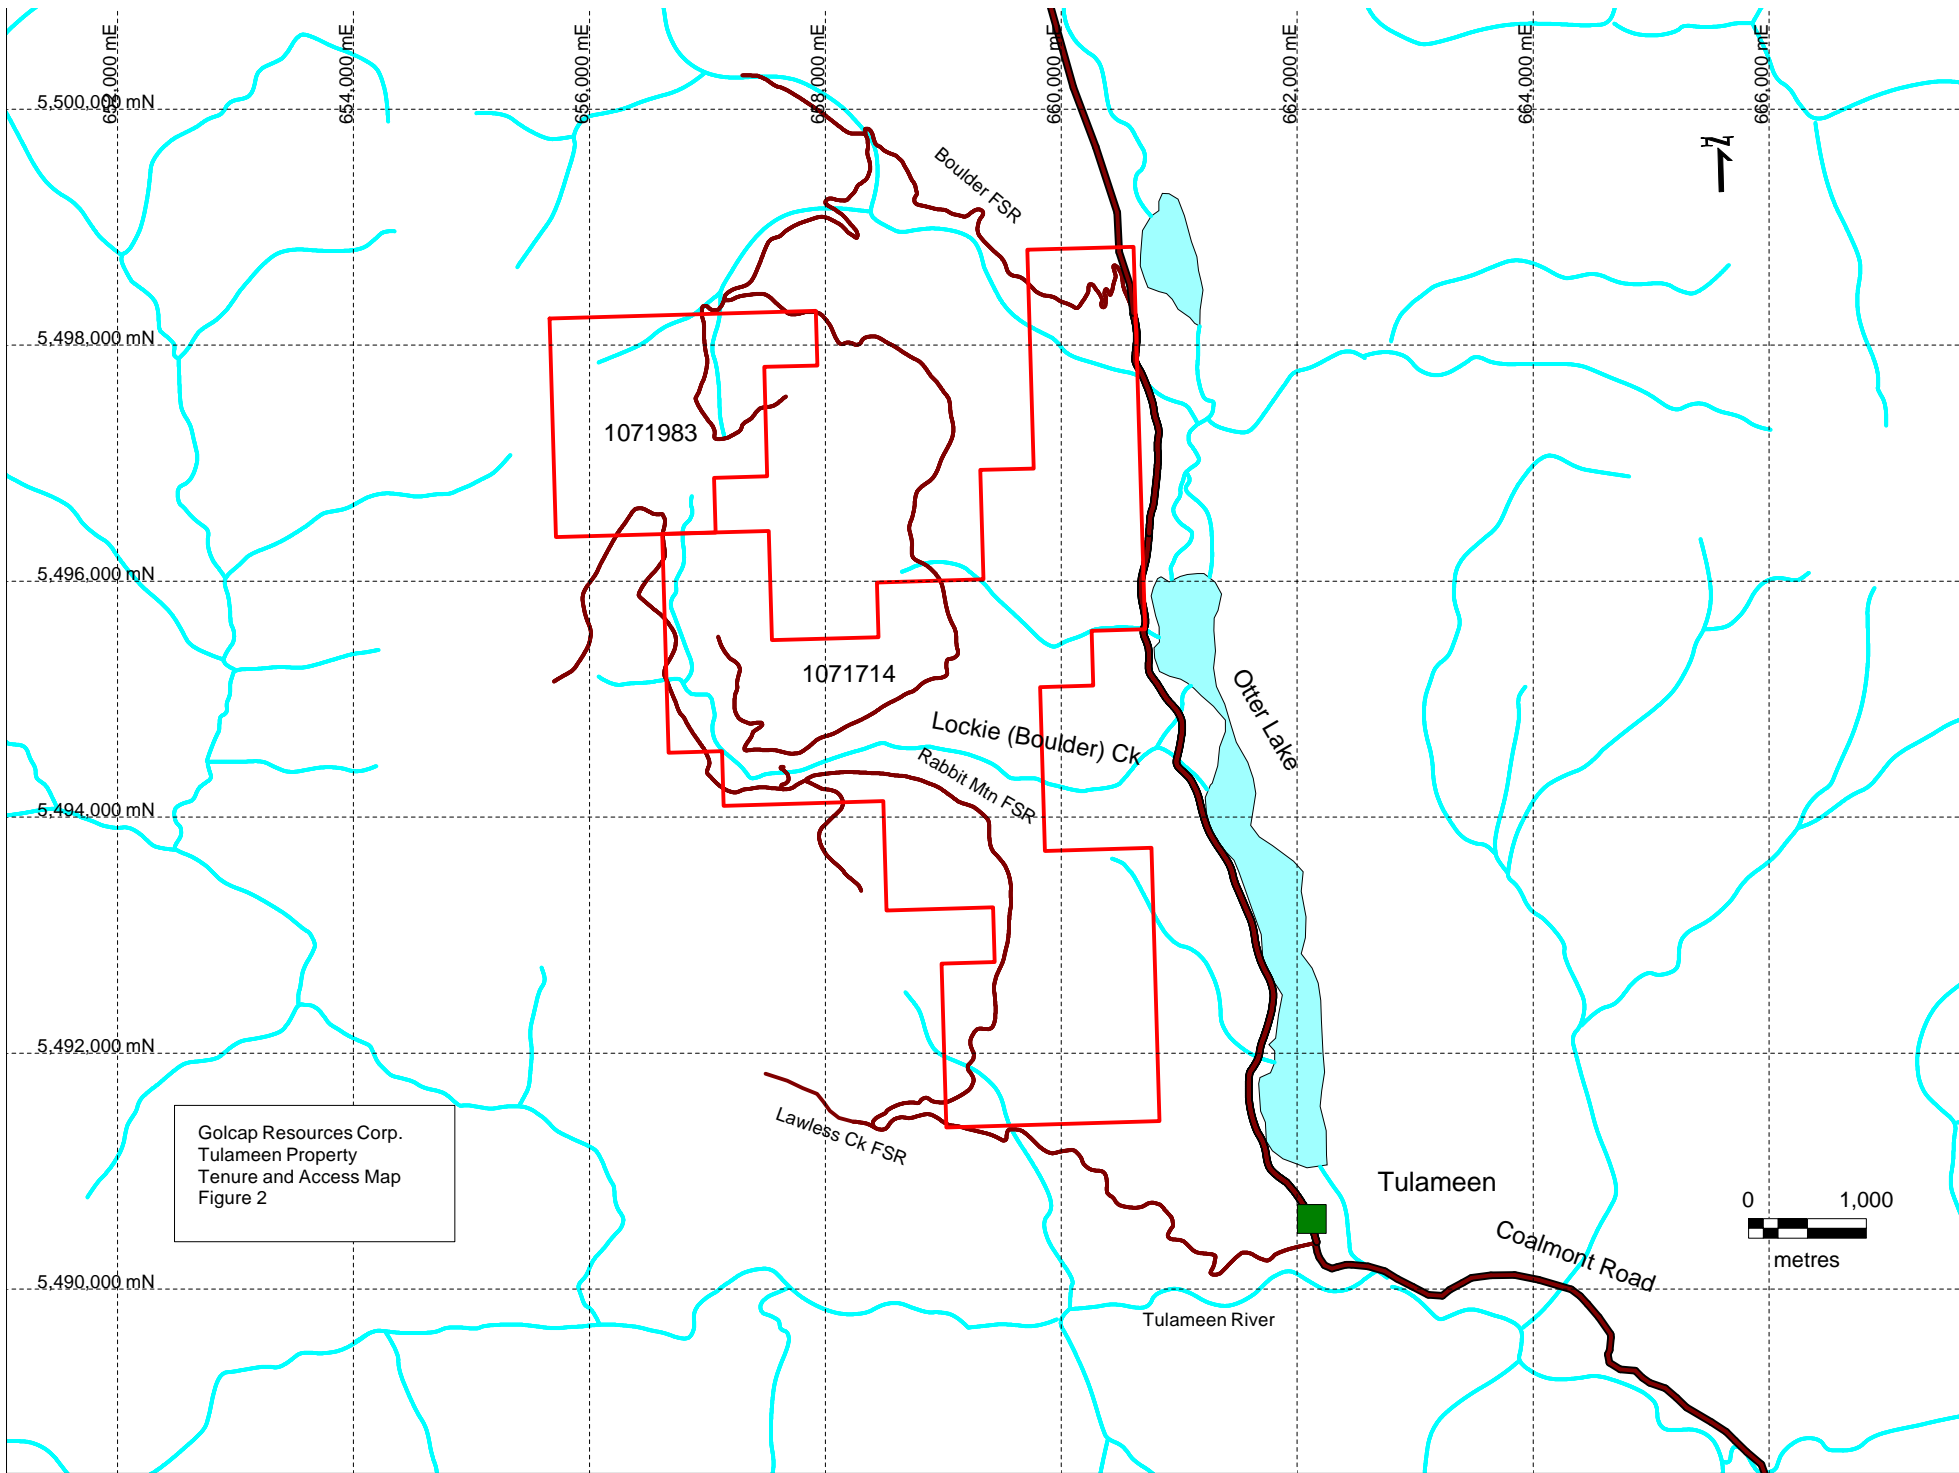 652,000 mE
654,000 mE
656,000 mE
658,000 mE
660,000 mE
662,000 mE
664,000 mE
666,000 mE
5,500,000 mN
N
Boulder FSR
5,498,000 mN
1071983
5,496,000 mN
1071714
Otter Lake
Lockie (Boulder) Ck
Rabbit Mtn FSR
5,494,000 mN
5,492,000 mN
Lawless Ck FSR
Golcap Resources Corp.
Tulameen Property
Tenure and Access Map
Figure 2
Tulameen
0 1,000
metres
Coalmont Road
5,490,000 mN
Tulameen River